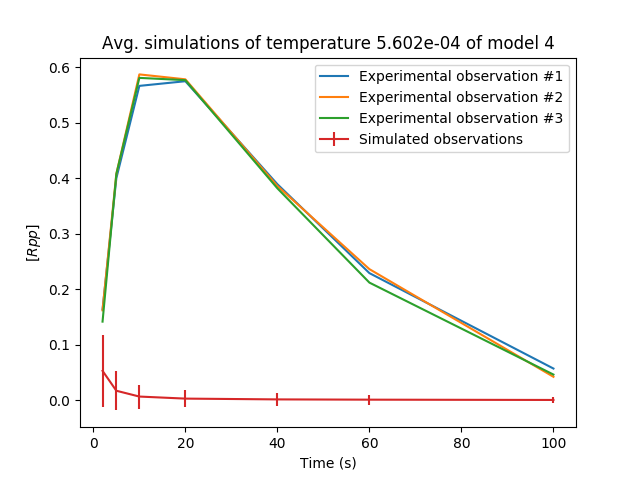 Avg. simulations of temperature 5.602e-04 of model 4
Experimental observation #1
Experimental observation #2
Experimental observation #3
Simulated observations
[Rpp]
0.6
0.5
0.4
0.3
0.2
0.1
0.0
0 20 40 60 80 100
Time (s)